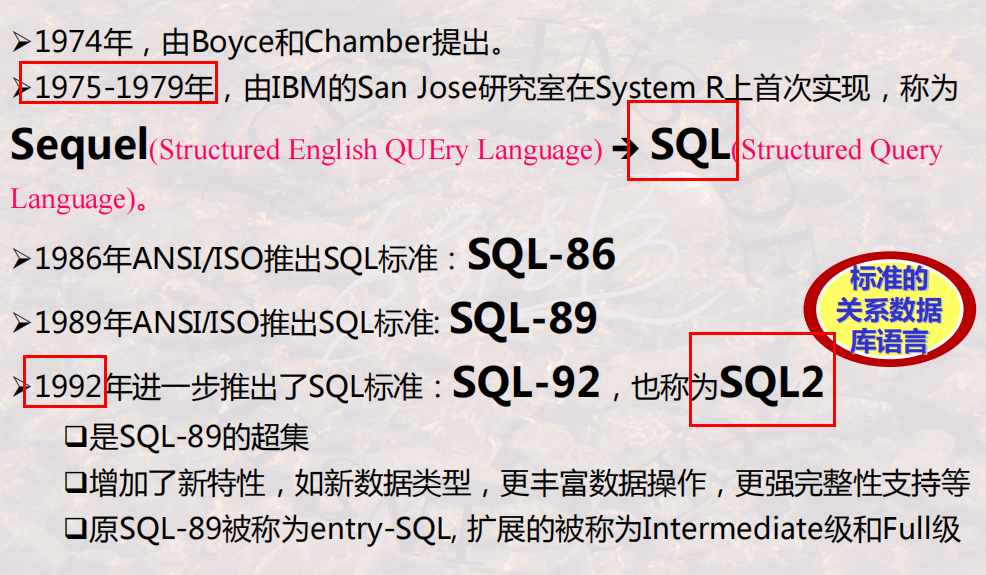 ➢1974年，由Boyce和Chamber提出。
➢1975-1979年，由IBM的San Jose研究室在System R上首次实现，称为
Sequel(Structured English QUEry Language) ➔ SQL(Structured Query
Language)。
➢1986年ANSI/ISO推出SQL标准：SQL-86
➢1989年ANSI/ISO推出SQL标准: SQL-89
标准的
关系数据
库语言
➢1992年进一步推出了SQL标准：SQL-92，也称为SQL2
❑是SQL-89的超集
❑增加了新特性，如新数据类型，更丰富数据操作，更强完整性支持等
❑原SQL-89被称为entry-SQL, 扩展的被称为Intermediate级和Full级